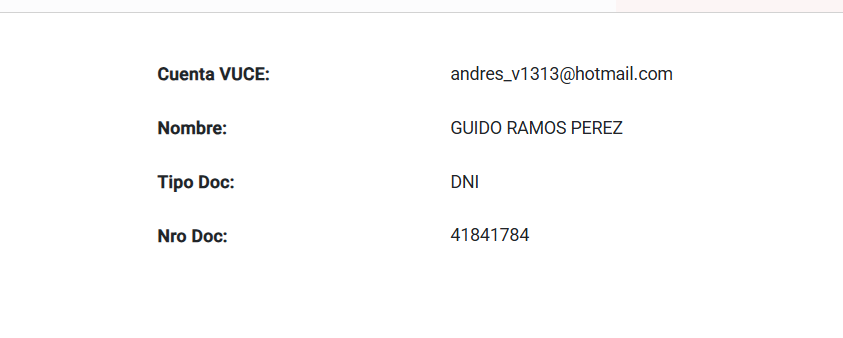 Cuenta VUCE: andres_v1313@hotmail.com
Nombre: GUIDO RAMOS PEREZ
Tipo Doc: DNI
Nro Doc: 41841784